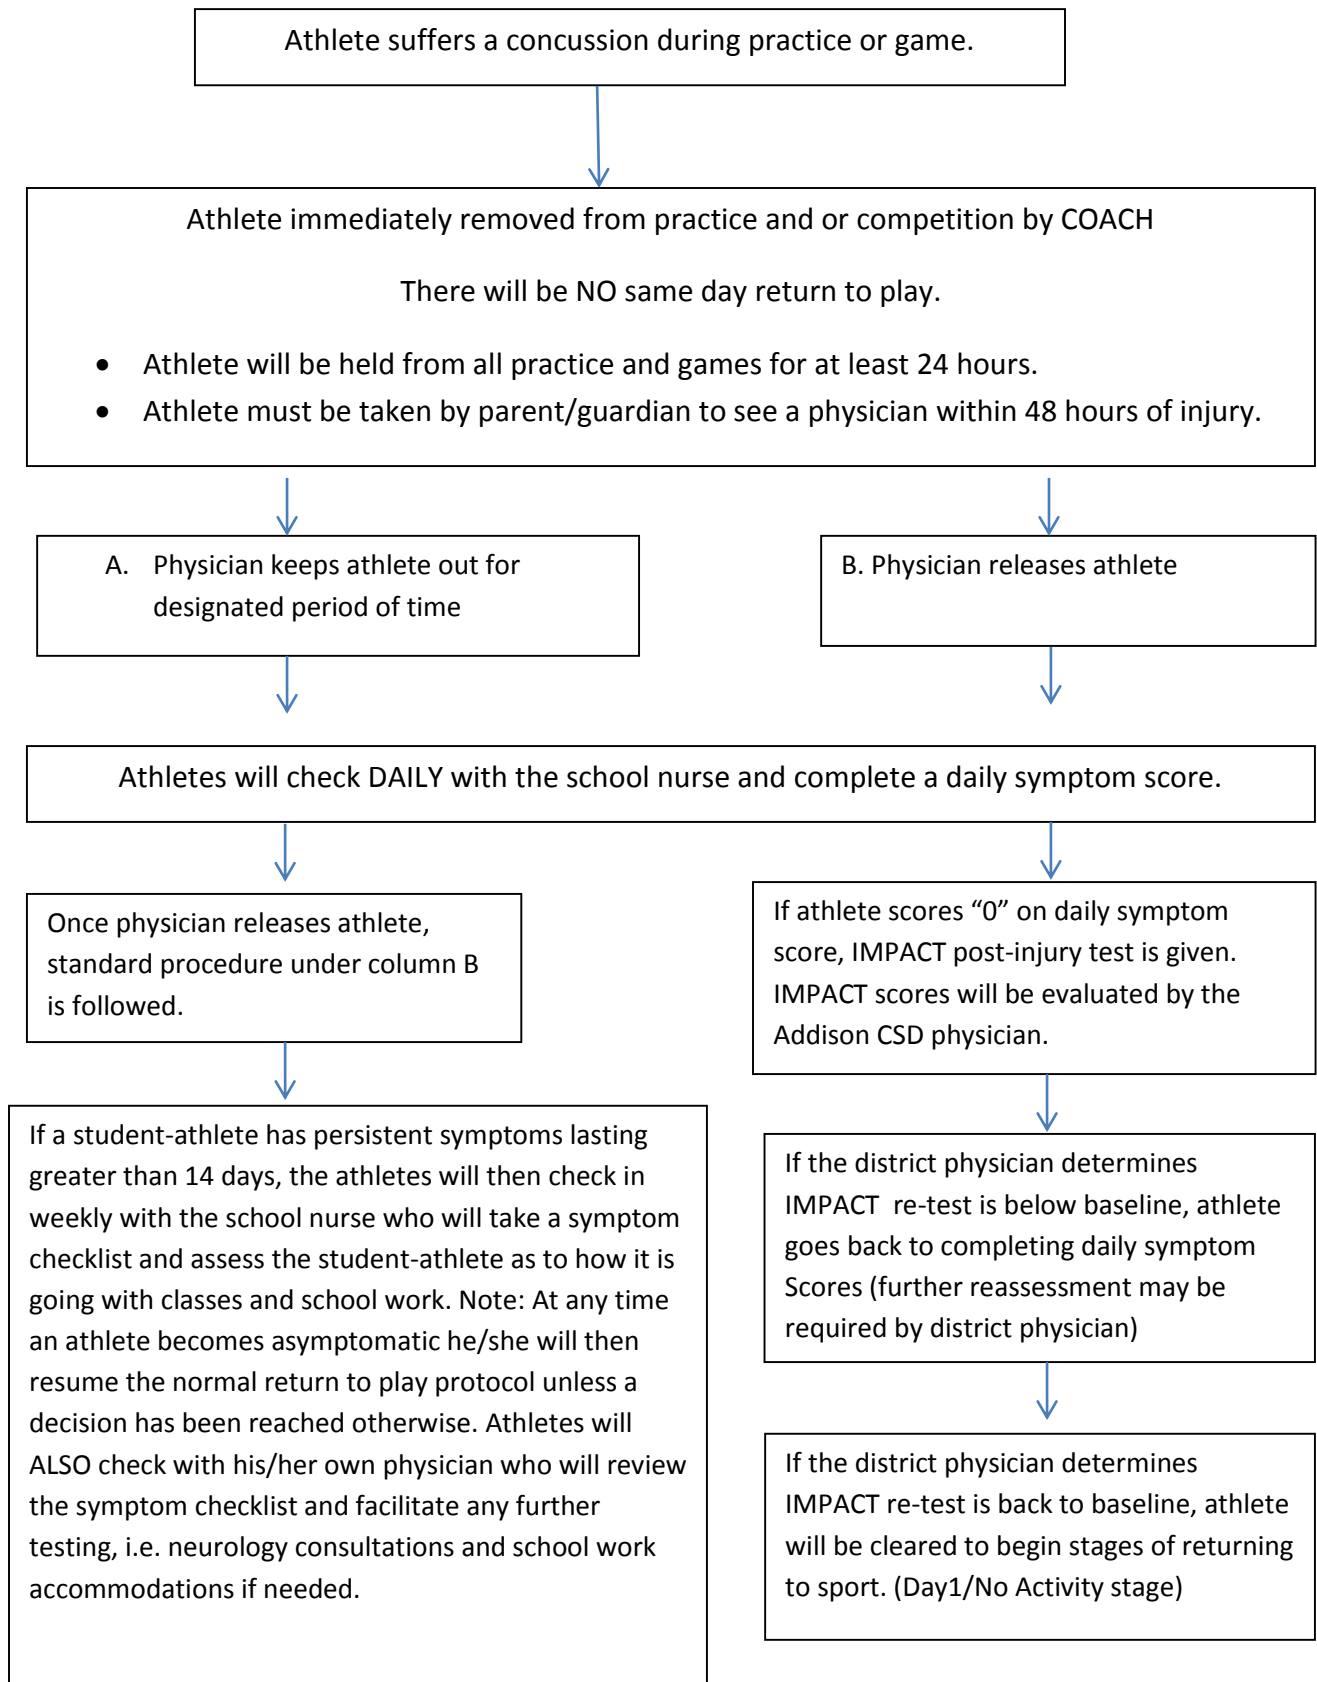 Athlete suffers a concussion during practice or game.
Athlete immediately removed from practice and or competition by COACH
There will be NO same day return to play.
• Athlete will be held from all practice and games for at least 24 hours.
• Athlete must be taken by parent/guardian to see a physician within 48 hours of injury.
A. Physician keeps athlete out for
designated period of time
B. Physician releases athlete
Athletes will check DAILY with the school nurse and complete a daily symptom score.
Once physician releases athlete,
standard procedure under column B
is followed.
If a student-athlete has persistent symptoms lasting
greater than 14 days, the athletes will then check in
weekly with the school nurse who will take a symptom
checklist and assess the student-athlete as to how it is
going with classes and school work. Note: At any time
an athlete becomes asymptomatic he/she will then
resume the normal return to play protocol unless a
decision has been reached otherwise. Athletes will
ALSO check with his/her own physician who will review
the symptom checklist and facilitate any further
testing, i.e. neurology consultations and school work
accommodations if needed.
If athlete scores “0” on daily symptom
score, IMPACT post-injury test is given.
IMPACT scores will be evaluated by the
Addison CSD physician.
If the district physician determines
IMPACT  re-test is below baseline, athlete
goes back to completing daily symptom
Scores (further reassessment may be
required by district physician)
If the district physician determines
IMPACT re-test is back to baseline, athlete
will be cleared to begin stages of returning
to sport. (Day1/No Activity stage)